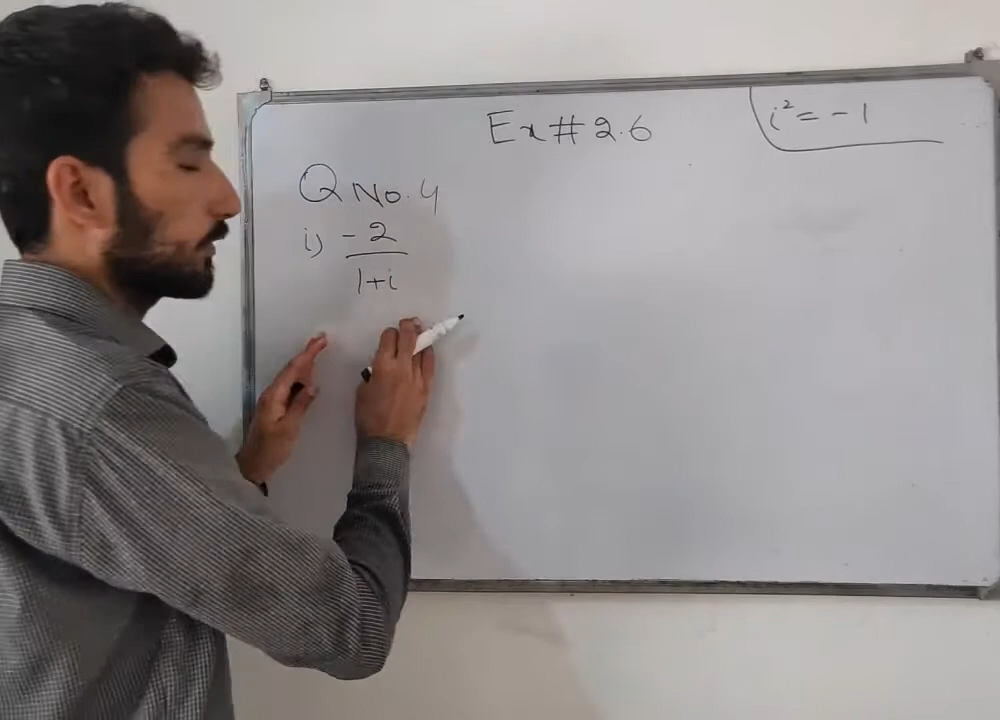 Ex # 2.6
i² = -1
Q No. 4
i) -2
1+i